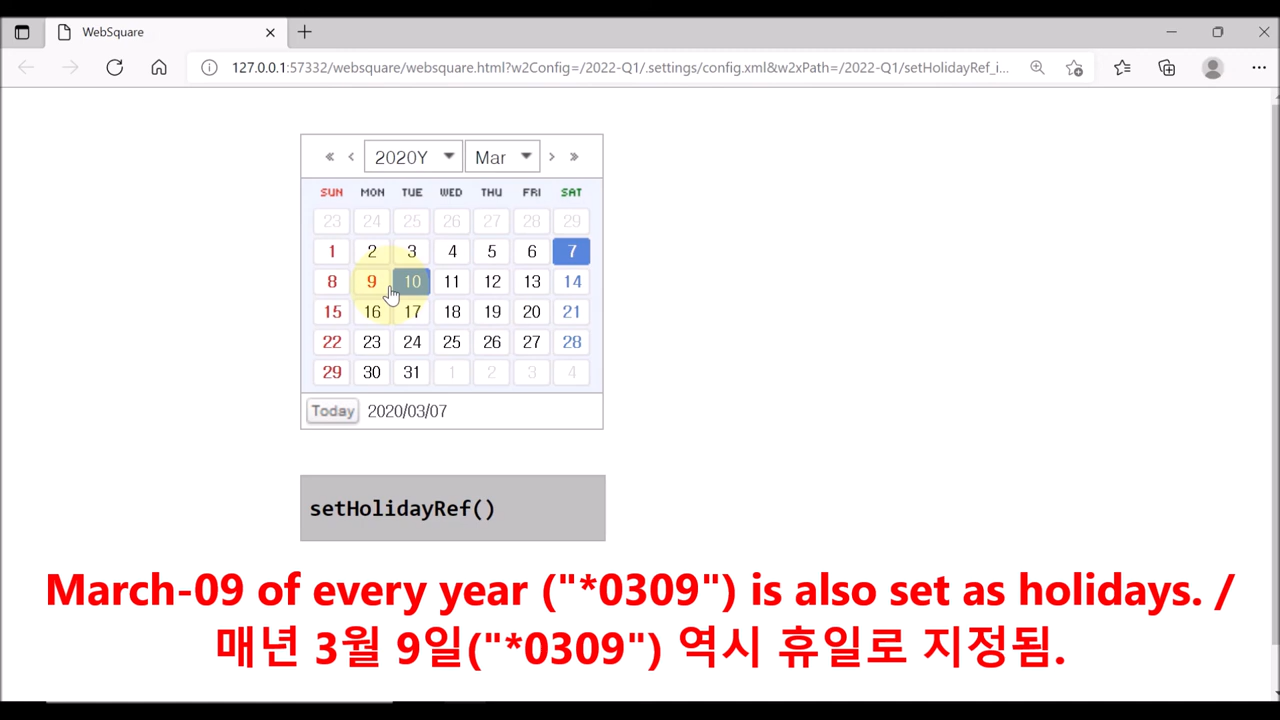 WebSquare
127.0.0.1:57332/websquare/websquare.html?w2Config=/2022-Q1/.settings/config.xml&w2xPath=/2022-Q1/setHolidayRef_i...
« ‹ 2020Y Mar › »
SUN MON TUE WED THU FRI SAT
23 24 25 26 27 28 29
1 2 3 4 5 6 7
8 9 10 11 12 13 14
15 16 17 18 19 20 21
22 23 24 25 26 27 28
29 30 31 1 2 3 4
Today 2020/03/07
setHolidayRef()
March-09 of every year ("*0309") is also set as holidays. /
매년 3월 9일("*0309") 역시 휴일로 지정됨.